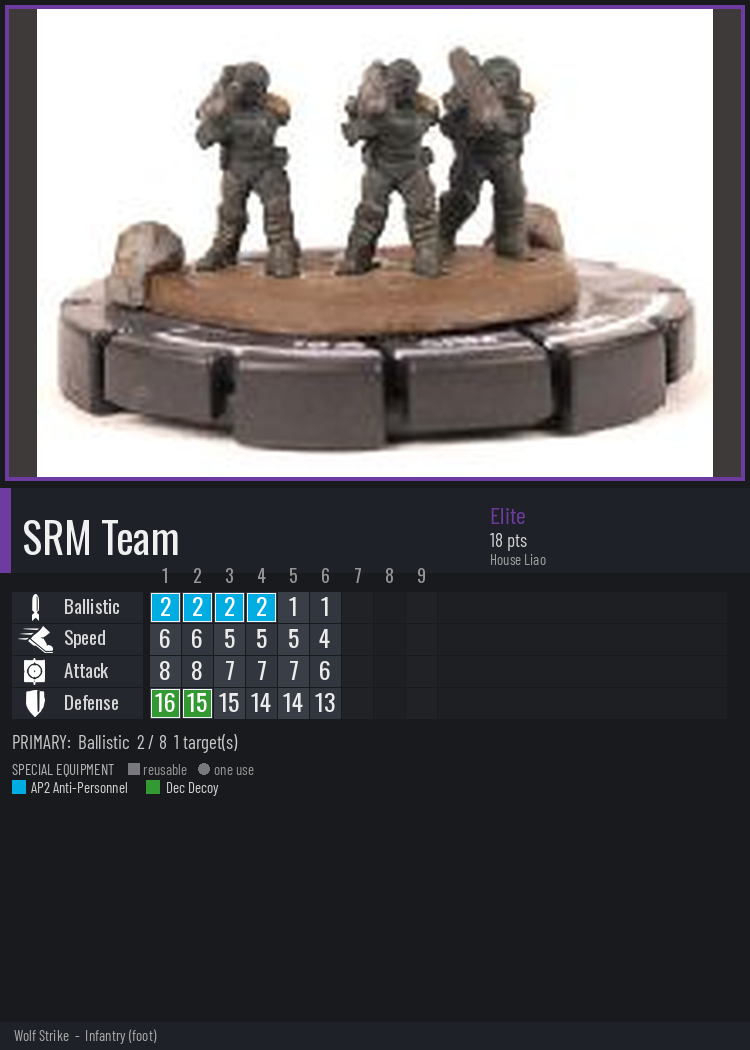 SRM Team
Elite
18 pts
House Liao
1 2 3 4 5 6 7 8 9
Ballistic 2 2 2 2 1 1
Speed 6 6 5 5 5 4
Attack 8 8 7 7 7 6
Defense 16 15 15 14 14 13
PRIMARY: Ballistic 2 / 8 1 target(s)
SPECIAL EQUIPMENT reusable one use
AP2 Anti-Personnel Dec Decoy
Wolf Strike - Infantry (foot)